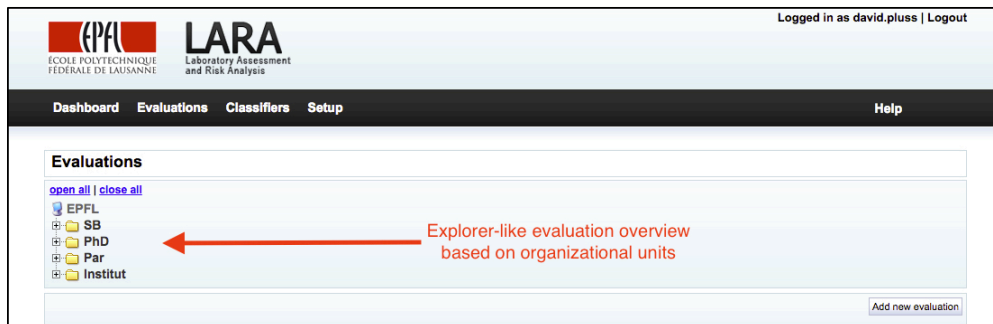 Logged in as david.pluss | Logout
EPFL
ÉCOLE POLYTECHNIQUE
FÉDÉRALE DE LAUSANNE
LARA
Laboratory Assessment
and Risk Analysis
Dashboard Evaluations Classifiers Setup Help
Evaluations
open all | close all
EPFL
SB
PhD
Par
Institut
Explorer-like evaluation overview
based on organizational units
Add new evaluation